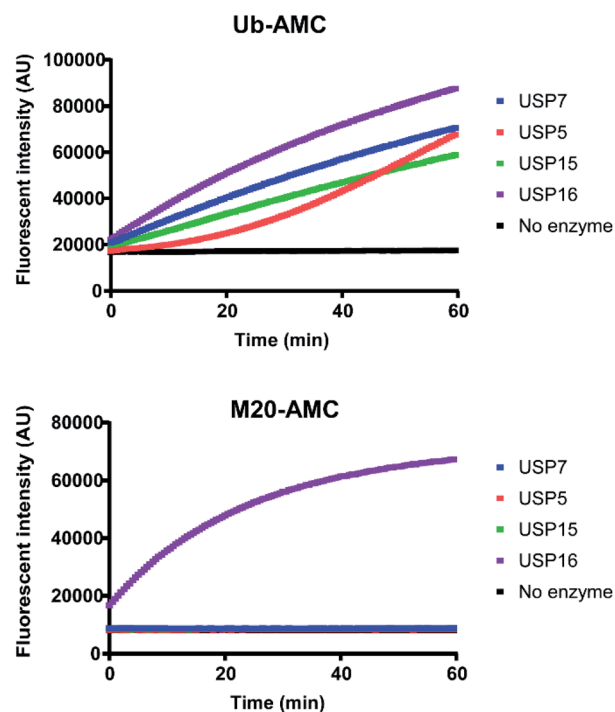 Ub-AMC
Fluorescent intensity (AU)
100000
80000
60000
40000
20000
0
0 20 40 60
Time (min)
USP7
USP5
USP15
USP16
No enzyme
M20-AMC
Fluorescent intensity (AU)
80000
60000
40000
20000
0
0 20 40 60
Time (min)
USP7
USP5
USP15
USP16
No enzyme